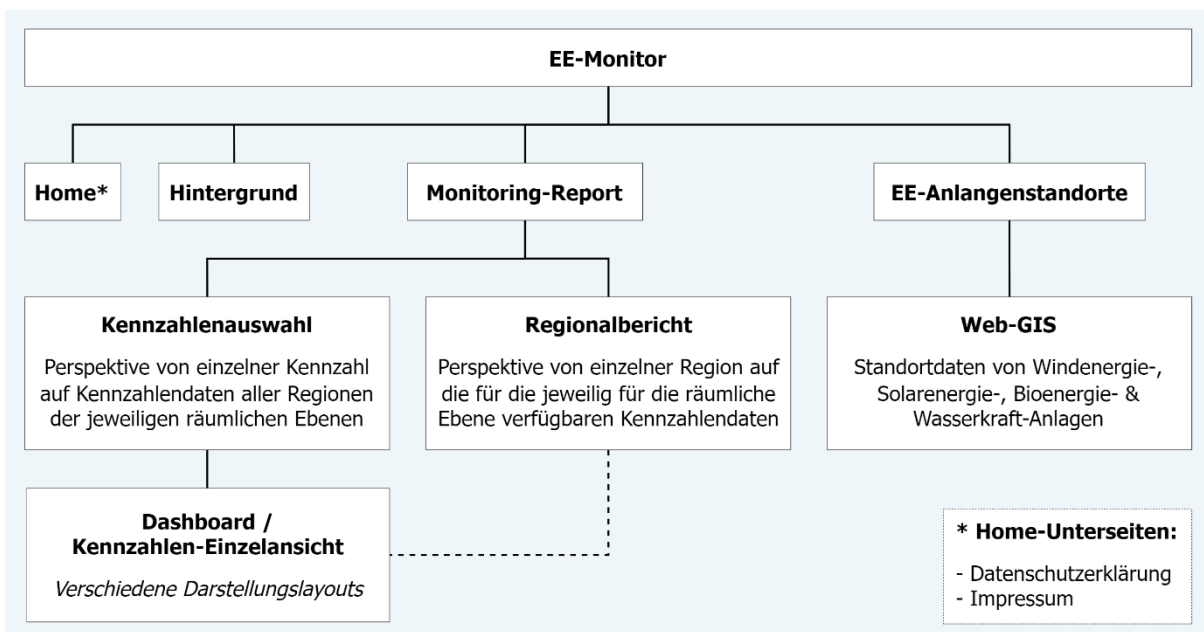 EE-Monitor
Home*
Hintergrund
Monitoring-Report
EE-Anlangenstandorte
Kennzahlenauswahl
Perspektive von einzelner Kennzahl
auf Kennzahlendaten aller Regionen
der jeweiligen räumlichen Ebenen
Regionalbericht
Perspektive von einzelner Region auf
die für die jeweilig für die räumliche
Ebene verfügbaren Kennzahlendaten
Web-GIS
Standortdaten von Windenergie-,
Solarenergie-, Bioenergie- &
Wasserkraft-Anlagen
Dashboard /
Kennzahlen-Einzelansicht
Verschiedene Darstellungslayouts
* Home-Unterseiten:
- Datenschutzerklärung
- Impressum